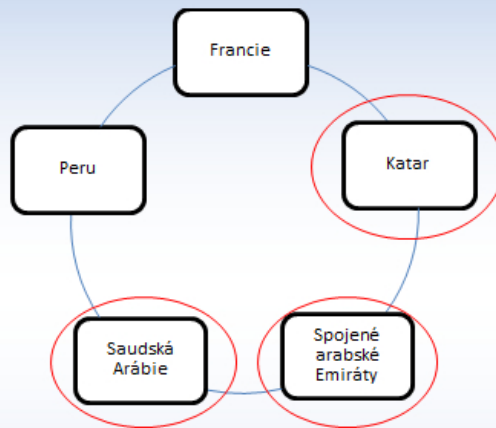 Francie
Katar
Peru
Saudská
Arábie
Spojené
arabské
Emiráty